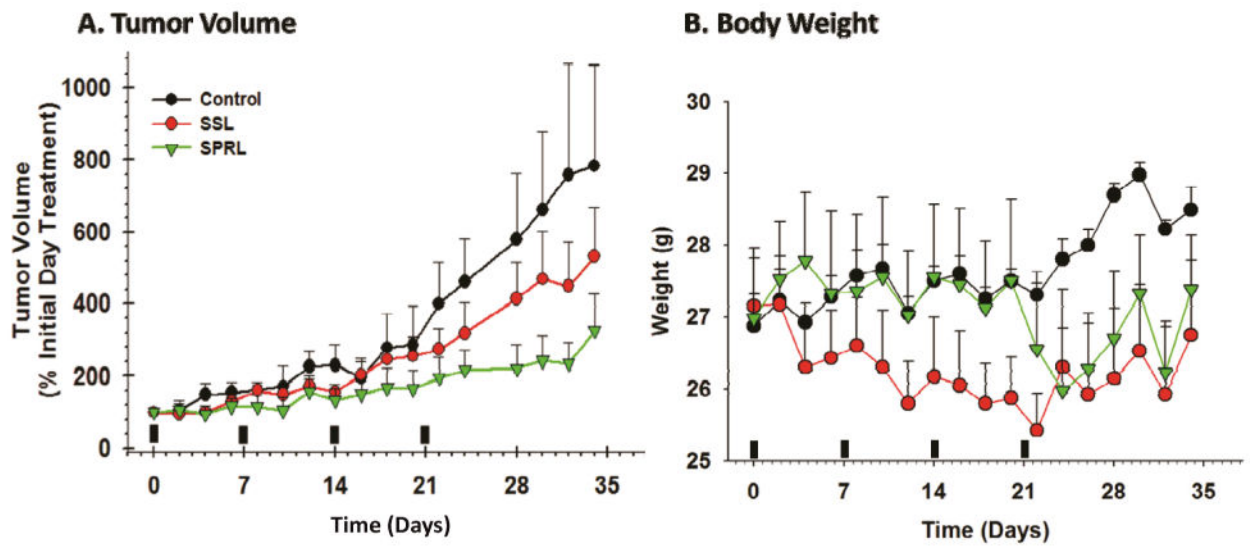 A. Tumor Volume
Tumor Volume
(% Initial Day Treatment)
1000
800
600
400
200
0
Control
SSL
SPRL
0 7 14 21 28 35
Time (Days)
B. Body Weight
Weight (g)
30
29
28
27
26
25
0 7 14 21 28 35
Time (Days)